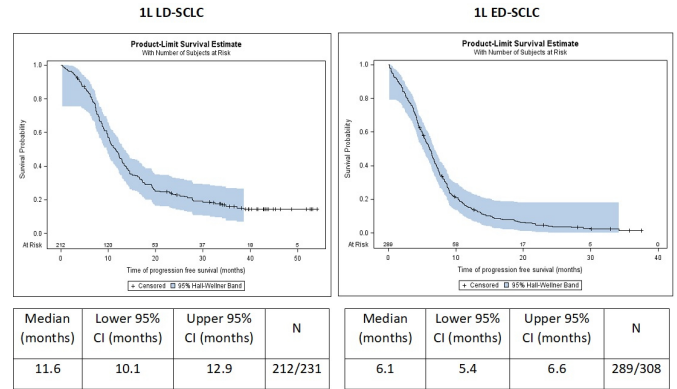 1L LD-SCLC
1L ED-SCLC
Product-Limit Survival Estimate
With Number of Subjects at Risk
1.0
0.8
0.6
0.4
0.2
0.0
Survival Probability
At Risk 212 120 53 37 18 5
0 10 20 30 40 50
Time of progression free survival (months)
+ Censored 95% Hall-Wellner Band
Product-Limit Survival Estimate
With Number of Subjects at Risk
1.0
0.8
0.6
0.4
0.2
0.0
Survival Probability
At Risk 289 58 17 5 0
0 10 20 30 40
Time of progression free survival (months)
+ Censored 95% Hall-Wellner Band
Median (months) Lower 95% CI (months) Upper 95% CI (months) N
11.6 10.1 12.9 212/231
Median (months) Lower 95% CI (months) Upper 95% CI (months) N
6.1 5.4 6.6 289/308